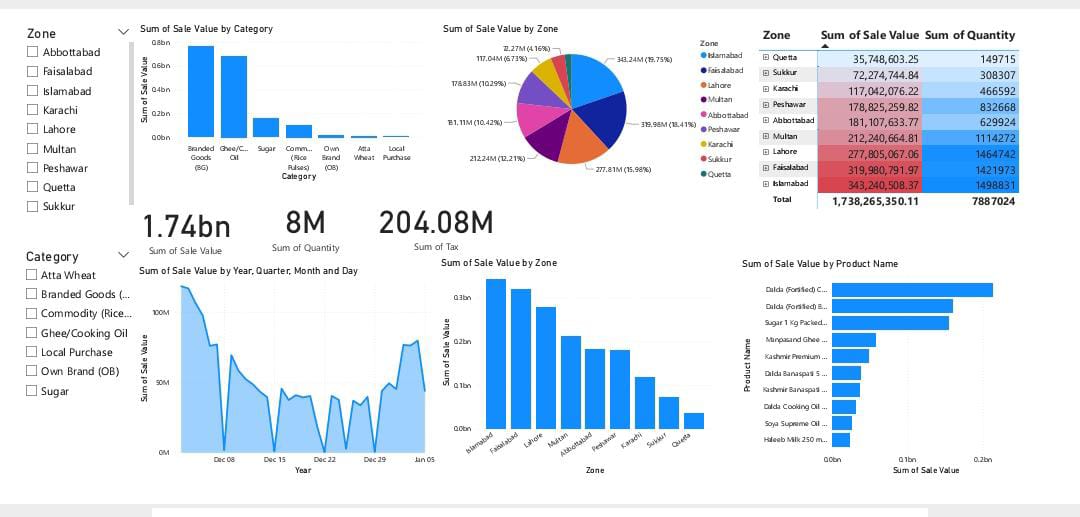 Zone
Abbottabad
Faisalabad
Islamabad
Karachi
Lahore
Multan
Peshawar
Quetta
Sukkur
Category
Atta Wheat
Branded Goods (...
Commodity (Rice...
Ghee/Cooking Oil
Local Purchase
Own Brand (OB)
Sugar
Sum of Sale Value by Category
Sum of Sale Value
0.8bn
0.6bn
0.4bn
0.2bn
0.0bn
Branded Goods (BG)
Ghee/C... Oil
Sugar
Comm... (Rice Pulses)
Own Brand (OB)
Atta Wheat
Local Purchase
Category
Sum of Sale Value by Zone
343.24M (19.75%)
319.98M (18.41%)
277.81M (15.98%)
212.24M (12.21%)
181.11M (10.42%)
178.83M (10.29%)
117.04M (6.73%)
72.27M (4.16%)
Zone
Islamabad
Faisalabad
Lahore
Multan
Abbottabad
Peshawar
Karachi
Sukkur
Quetta
Zone Sum of Sale Value Sum of Quantity
Quetta 35,748,603.25 149715
Sukkur 72,274,744.84 308307
Karachi 117,042,076.22 466592
Peshawar 178,825,259.82 832668
Abbottabad 181,107,633.77 629924
Multan 212,240,664.81 1114272
Lahore 277,805,067.06 1464742
Faisalabad 319,980,791.97 1421973
Islamabad 343,240,508.37 1498831
Total 1,738,265,350.11 7887024
1.74bn
Sum of Sale Value
8M
Sum of Quantity
204.08M
Sum of Tax
Sum of Sale Value by Year, Quarter, Month and Day
Sum of Sale Value
100M
50M
0M
Dec 08
Dec 15
Dec 22
Dec 29
Jan 05
Year
Sum of Sale Value by Zone
Sum of Sale Value
0.3bn
0.2bn
0.1bn
0.0bn
Islamabad
Faisalabad
Lahore
Multan
Abbottabad
Peshawar
Karachi
Sukkur
Quetta
Zone
Sum of Sale Value by Product Name
Product Name
Dalda (Fortified) C...
Dalda (Fortified) B...
Sugar 1 Kg Packed...
Manpasand Ghee ...
Kashmir Premium ...
Dalda Banaspati 5 ...
Kashmir Banaspati ...
Dalda Cooking Oil ...
Soya Supreme Oil ...
Haleeb Milk 250 m...
0.0bn
0.1bn
0.2bn
Sum of Sale Value